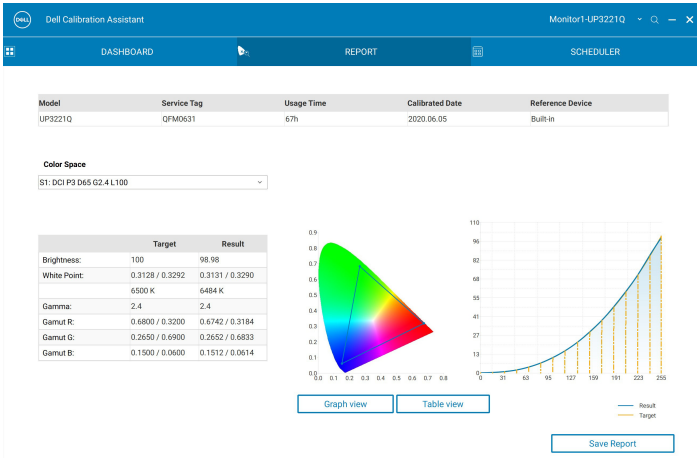 DELL Dell Calibration Assistant Monitor1-UP3221Q
DASHBOARD REPORT SCHEDULER
Model Service Tag Usage Time Calibrated Date Reference Device
UP3221Q QFM0631 67h 2020.06.05 Built-in
Color Space
S1: DCI P3 D65 G2.4 L100
Target Result
Brightness: 100 98.98
White Point: 0.3128 / 0.3292 0.3131 / 0.3290
6500 K 6484 K
Gamma: 2.4 2.4
Gamut R: 0.6800 / 0.3200 0.6742 / 0.3184
Gamut G: 0.2650 / 0.6900 0.2652 / 0.6833
Gamut B: 0.1500 / 0.0600 0.1512 / 0.0614
0.9
0.8
0.7
0.6
0.5
0.4
0.3
0.2
0.1
0.0
0.0 0.1 0.2 0.3 0.4 0.5 0.6 0.7 0.8
110
96
82
68
55
41
27
13
0
0 31 63 95 127 159 191 223 255
Graph view Table view
Result
Target
Save Report